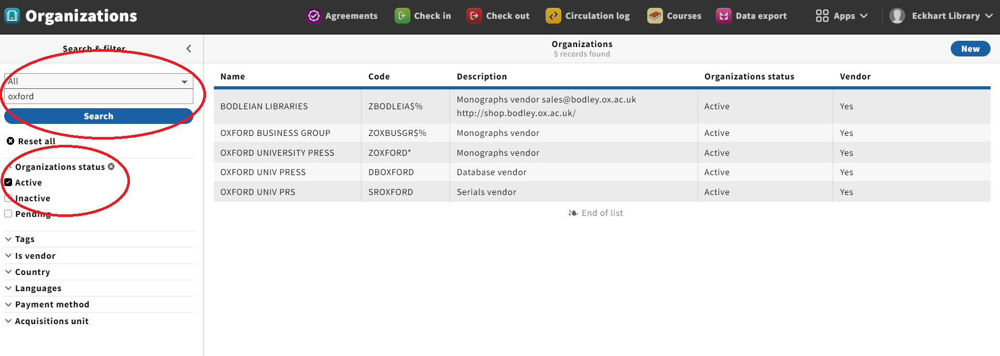 Organizations
Agreements
Check in
Check out
Circulation log
Courses
Data export
Apps
Eckhart Library
Search & filter
All
oxford
Search
Reset all
Organizations status
Active
Inactive
Pending
Tags
Is vendor
Country
Languages
Payment method
Acquisitions unit
Organizations
5 records found
New
Name Code Description Organizations status Vendor
BODLEIAN LIBRARIES ZBODLEIA$% Monographs vendor sales@bodley.ox.ac.uk Active Yes
http://shop.bodley.ox.ac.uk/
OXFORD BUSINESS GROUP ZOXBUSGR$% Monographs vendor Active Yes
OXFORD UNIVERSITY PRESS ZOXFORD* Monographs vendor Active Yes
OXFORD UNIV PRESS DBOXFORD Database vendor Active Yes
OXFORD UNIV PRS SROXFORD Serials vendor Active Yes
End of list